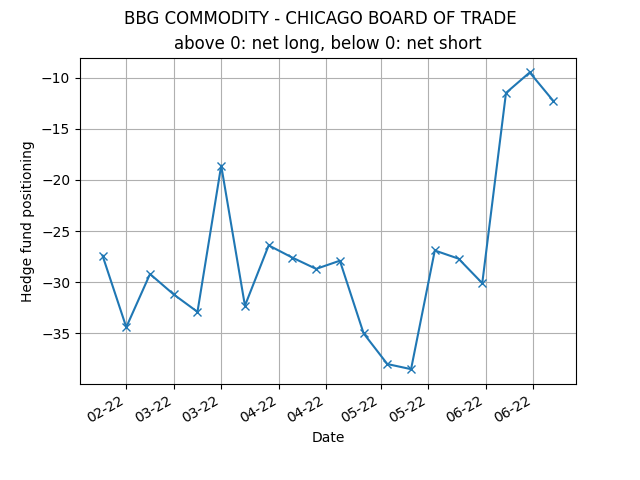 BBG COMMODITY - CHICAGO BOARD OF TRADE
above 0: net long, below 0: net short
Hedge fund positioning
−10
−15
−20
−25
−30
−35
02-22 03-22 03-22 04-22 04-22 05-22 05-22 06-22 06-22
Date